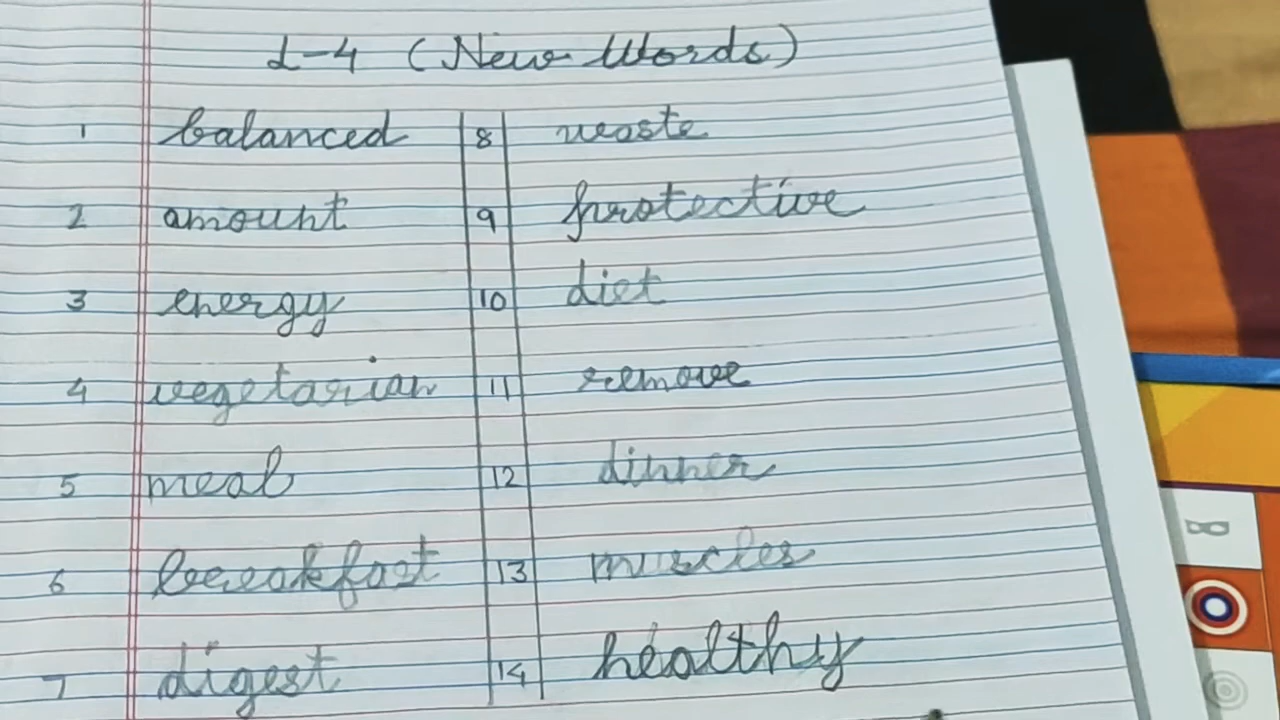 L-4 (New Words)
1 balanced 8 waste
2 amount 9 protective
3 energy 10 diet
4 vegetarian 11 remove
5 meal 12 dinner
6 breakfast 13 muscles
7 digest 14 healthy